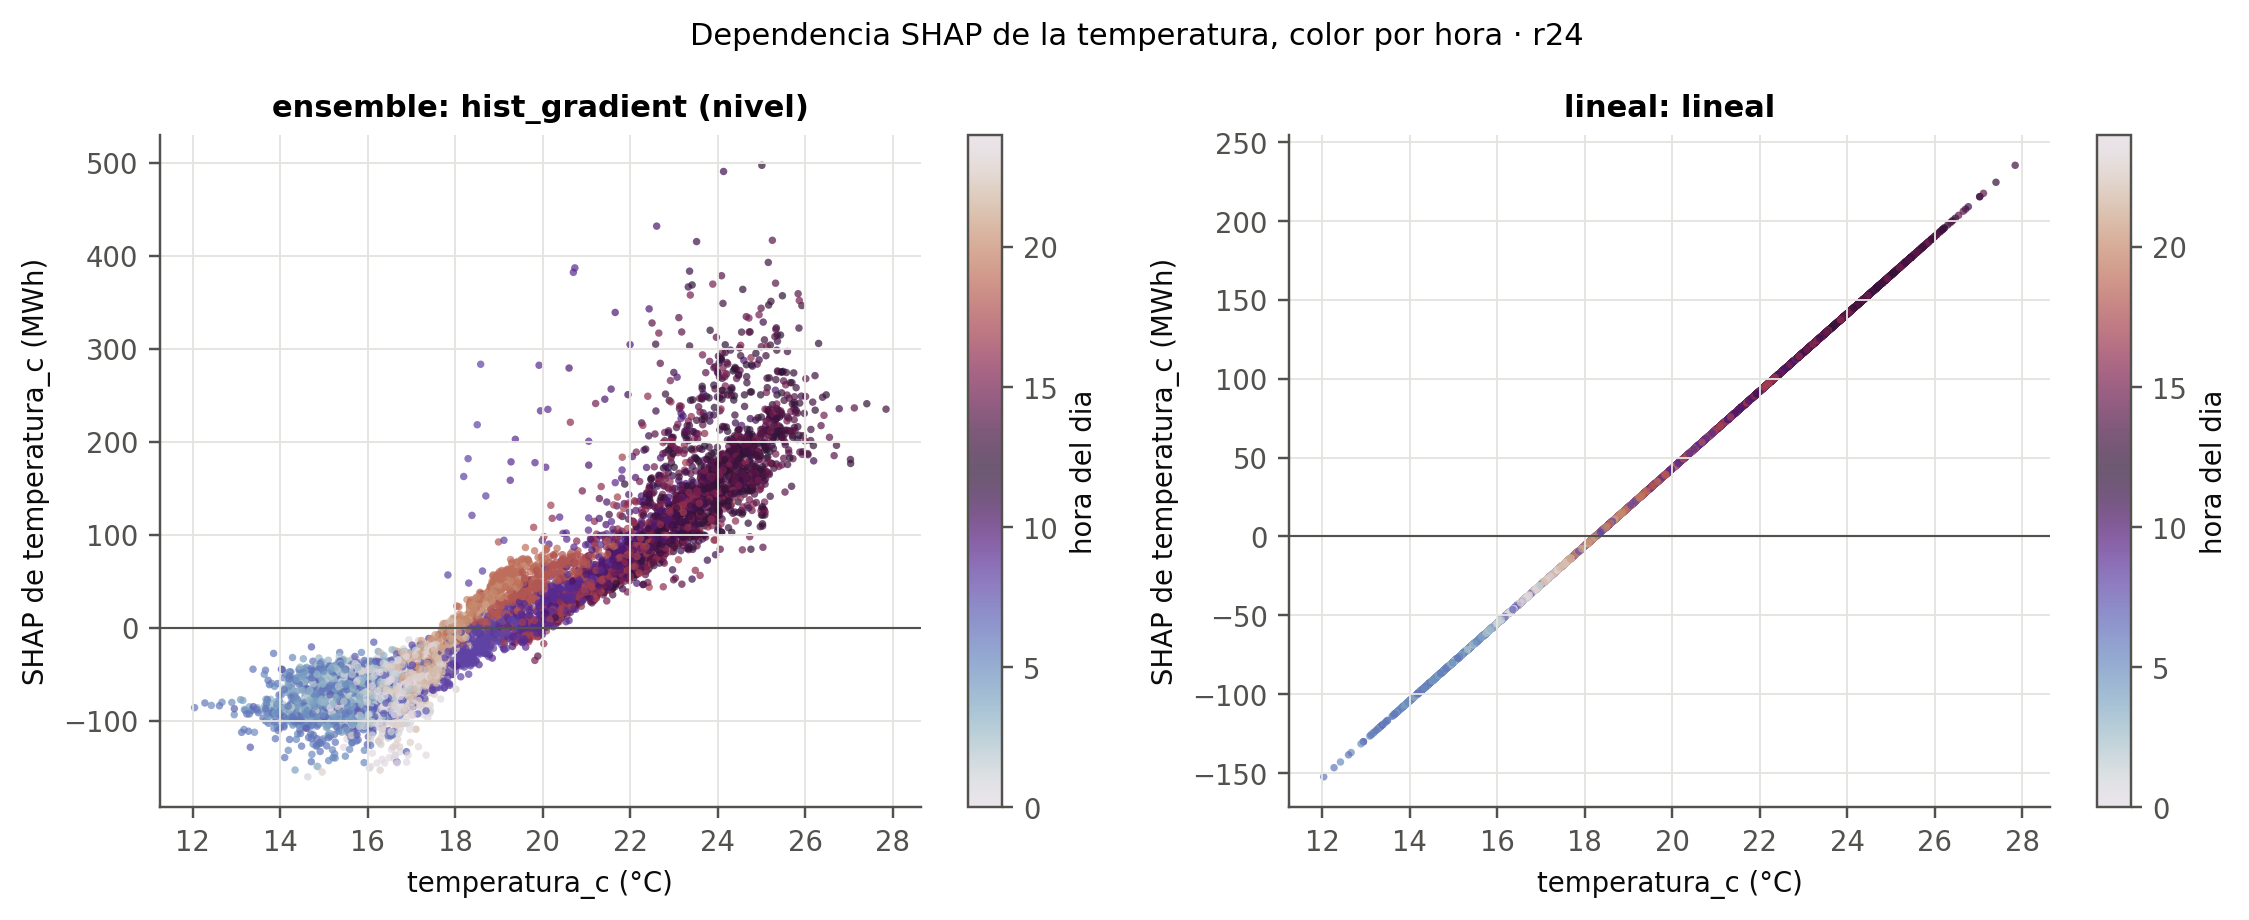 Dependencia SHAP de la temperatura, color por hora · r24
ensemble: hist_gradient (nivel)
SHAP de temperatura_c (MWh)
500
400
300
200
100
0
−100
12 14 16 18 20 22 24 26 28
temperatura_c (°C)
20
15
10
5
0
hora del dia
lineal: lineal
SHAP de temperatura_c (MWh)
250
200
150
100
50
0
−50
−100
−150
12 14 16 18 20 22 24 26 28
temperatura_c (°C)
20
15
10
5
0
hora del dia